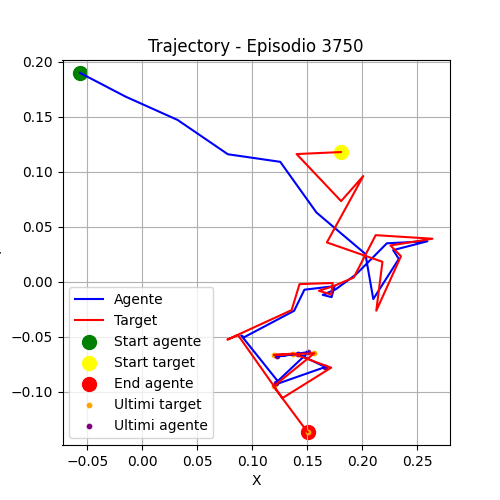 Trajectory - Episodio 3750
0.20
0.15
0.10
0.05
0.00
−0.05
−0.10
Agente
Target
Start agente
Start target
End agente
Ultimi target
Ultimi agente
−0.05
0.00
0.05
0.10
0.15
0.20
0.25
X